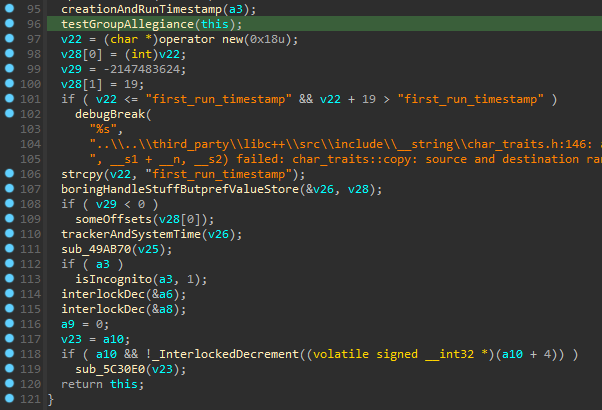 95 creationAndRunTimestamp(a3);
96 testGroupAllegiance(this);
97 v22 = (char *)operator new(0x18u);
98 v28[0] = (int)v22;
99 v29 = -2147483624;
100 v28[1] = 19;
101 if ( v22 <= "first_run_timestamp" && v22 + 19 > "first_run_timestamp" )
102 debugBreak(
103 "%s",
104 "..\\..\\third_party\\libc++\\src\\include\\__string\\char_traits.h:146:
105 ", __s1 + __n, __s2) failed: char_traits::copy: source and destination ran
106 strcpy(v22, "first_run_timestamp");
107 boringHandleStuffButprefValueStore(&v26, v28);
108 if ( v29 < 0 )
109 someOffsets(v28[0]);
110 trackerAndSystemTime(v26);
111 sub_49AB70(v25);
112 if ( a3 )
113 isIncognito(a3, 1);
114 interlockDec(&a6);
115 interlockDec(&a8);
116 a9 = 0;
117 v23 = a10;
118 if ( a10 && !_InterlockedDecrement((volatile signed __int32 *)(a10 + 4)) )
119 sub_5C30E0(v23);
120 return this;
121 }